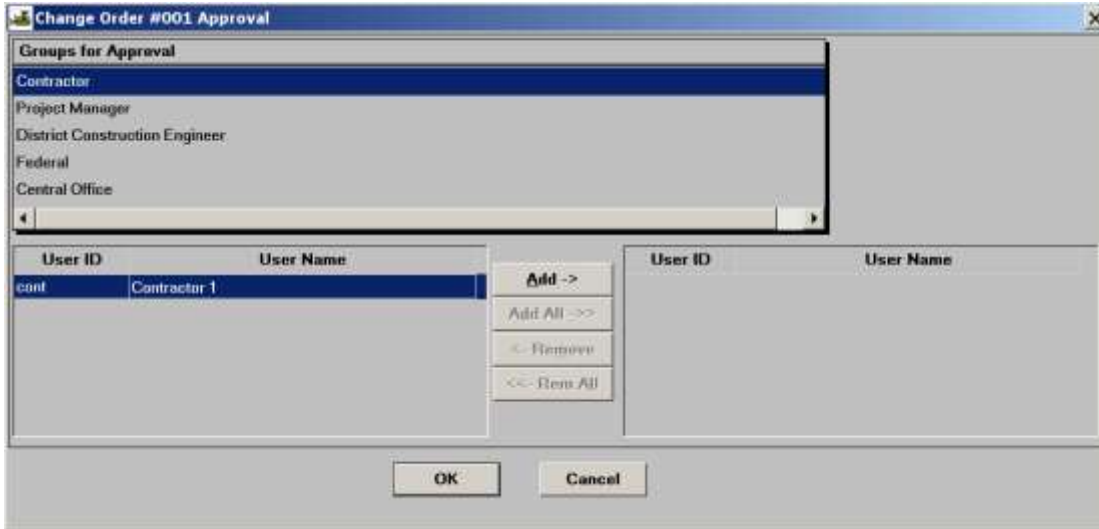 Change Order #001 Approval
Groups for Approval
Contractor
Project Manager
District Construction Engineer
Federal
Central Office
User ID User Name User ID User Name
cont Contractor 1
Add ->
Add All ->>
<- Remove
<<- Rem All
OK Cancel